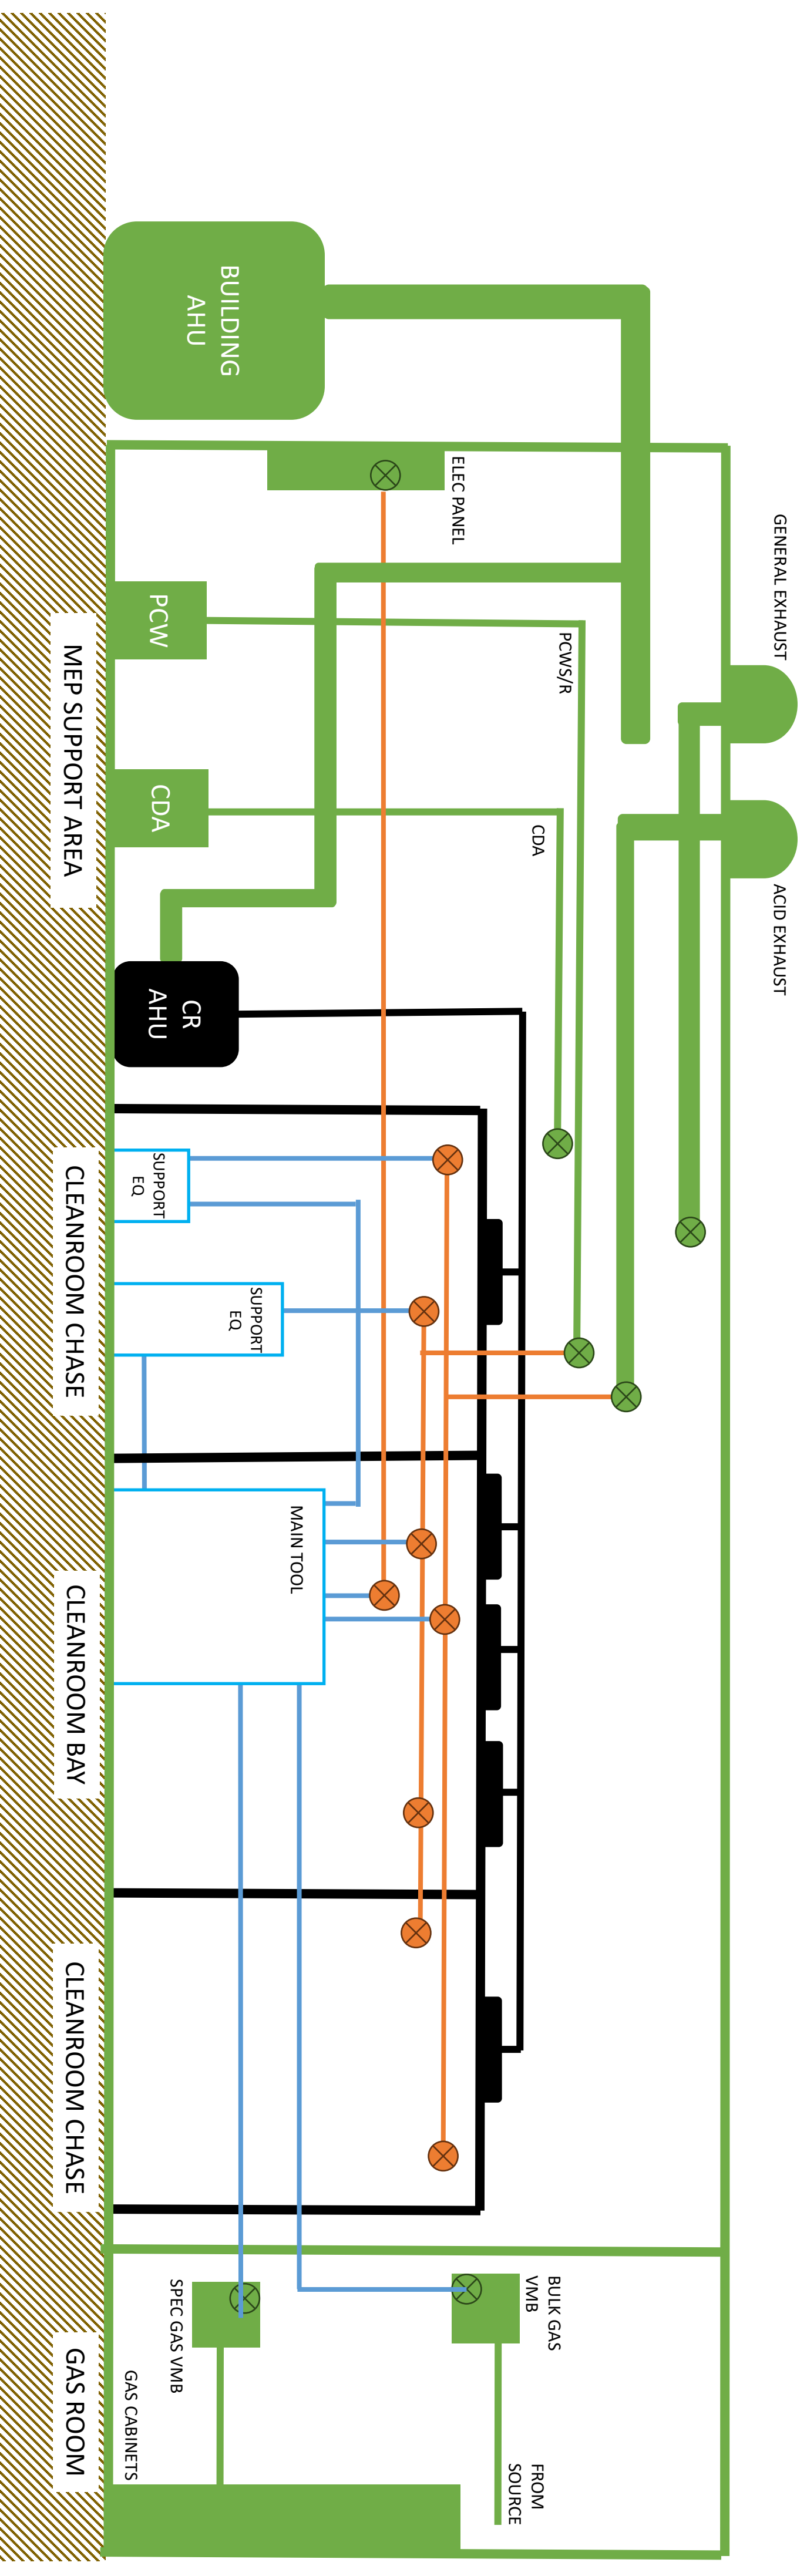 GENERAL EXHAUST
ACID EXHAUST
BUILDING
AHU
ELEC PANEL
PCWS/R
CDA
BULK GAS
VMB
FROM
SOURCE
PCW
CDA
CR
AHU
SUPPORT
EQ
SUPPORT
EQ
MAIN TOOL
SPEC GAS VMB
GAS CABINETS
MEP SUPPORT AREA
CLEANROOM CHASE
CLEANROOM BAY
CLEANROOM CHASE
GAS ROOM